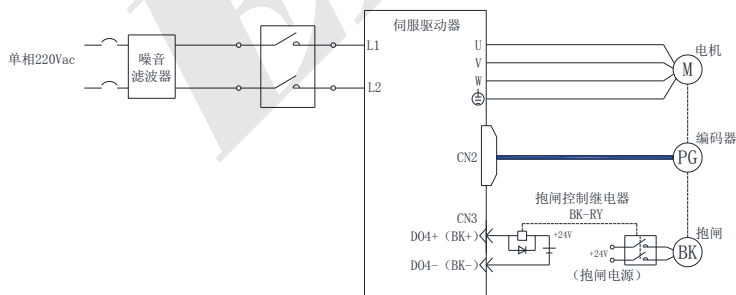 伺服驱动器
单相220Vac
噪音
滤波器
L1
L2
U
V
W
电机
M
CN2
编码器
PG
CN3
DO4+（BK+）
DO4-（BK-）
抱闸控制继电器
BK-RY
+24V
+24V
（抱闸电源）
抱闸
BK